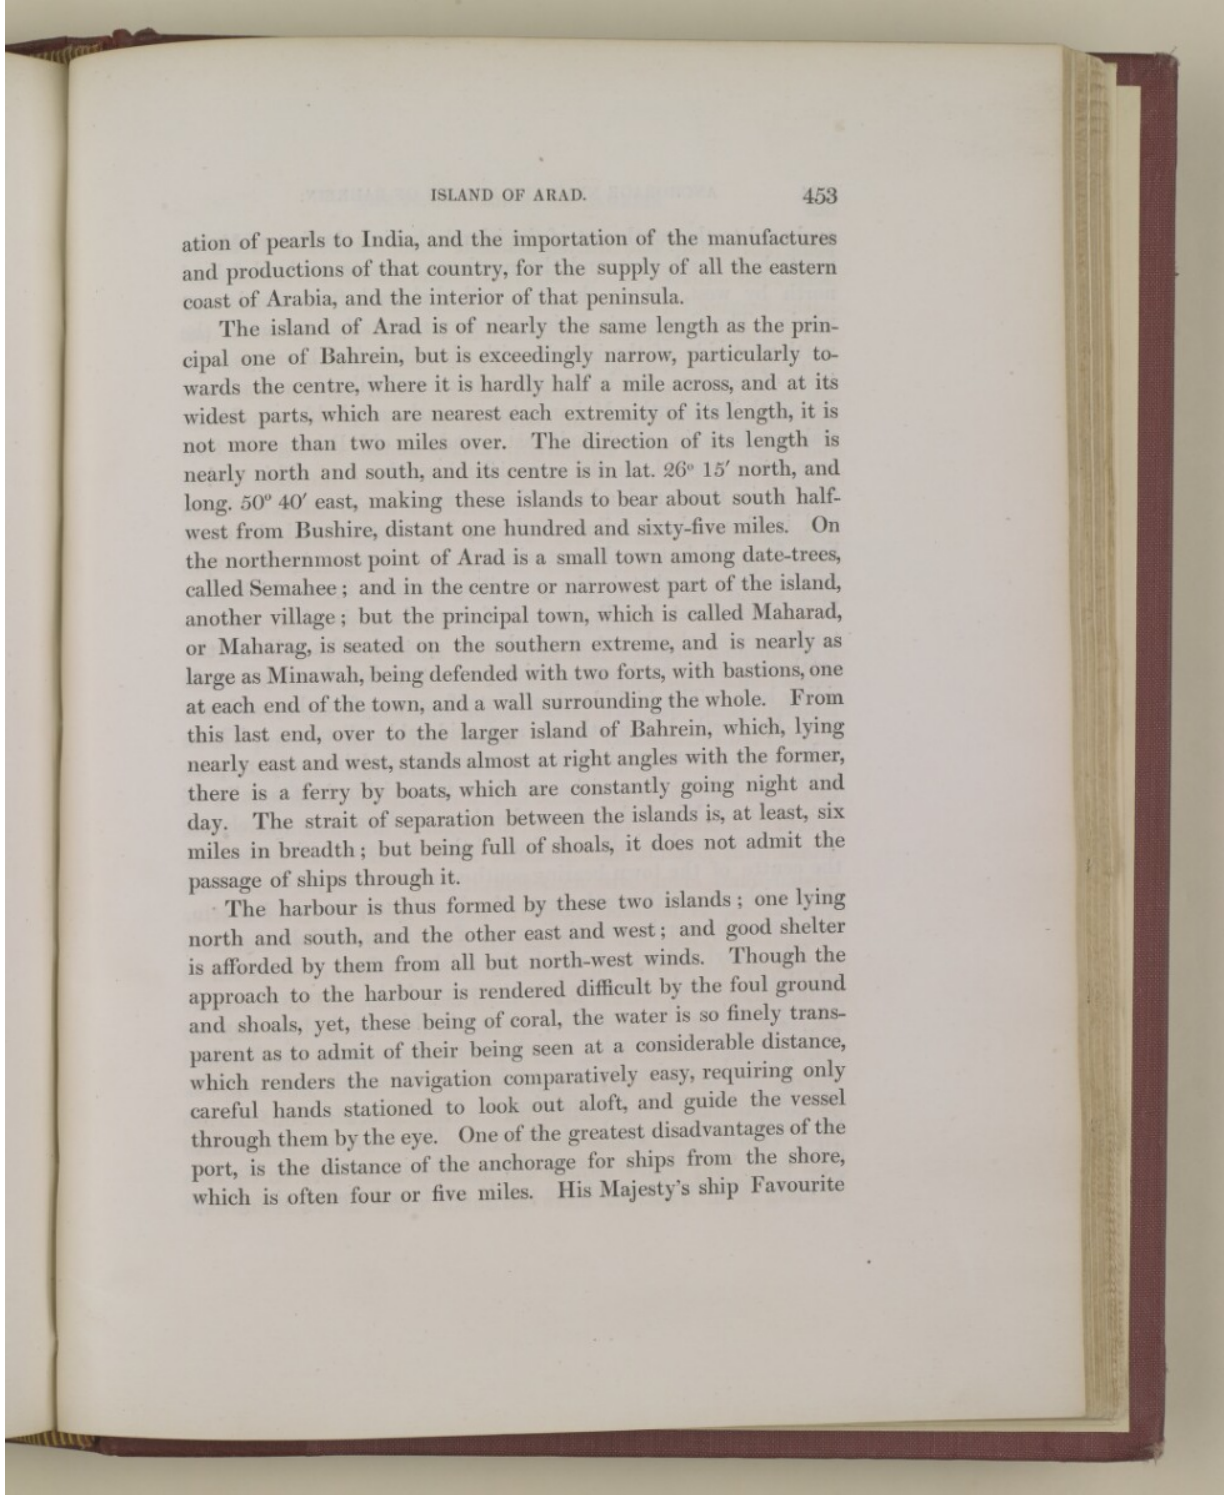 ISLAND OF ARAD. 453
ation of pearls to India, and the importation of the manufactures
and productions of that country, for the supply of all the eastern
coast of Arabia, and the interior of that peninsula.
The island of Arad is of nearly the same length as the prin-
cipal one of Bahrein, but is exceedingly narrow, particularly to-
wards the centre, where it is hardly half a mile across, and at its
widest parts, which are nearest each extremity of its length, it is
not more than two miles over. The direction of its length is
nearly north and south, and its centre is in lat. 26° 15′ north, and
long. 50° 40′ east, making these islands to bear about south half-
west from Bushire, distant one hundred and sixty-five miles. On
the northernmost point of Arad is a small town among date-trees,
called Semahee; and in the centre or narrowest part of the island,
another village; but the principal town, which is called Maharad,
or Maharag, is seated on the southern extreme, and is nearly as
large as Minawah, being defended with two forts, with bastions, one
at each end of the town, and a wall surrounding the whole. From
this last end, over to the larger island of Bahrein, which, lying
nearly east and west, stands almost at right angles with the former,
there is a ferry by boats, which are constantly going night and
day. The strait of separation between the islands is, at least, six
miles in breadth; but being full of shoals, it does not admit the
passage of ships through it.
The harbour is thus formed by these two islands; one lying
north and south, and the other east and west; and good shelter
is afforded by them from all but north-west winds. Though the
approach to the harbour is rendered difficult by the foul ground
and shoals, yet, these being of coral, the water is so finely trans-
parent as to admit of their being seen at a considerable distance,
which renders the navigation comparatively easy, requiring only
careful hands stationed to look out aloft, and guide the vessel
through them by the eye. One of the greatest disadvantages of the
port, is the distance of the anchorage for ships from the shore,
which is often four or five miles. His Majesty's ship Favourite